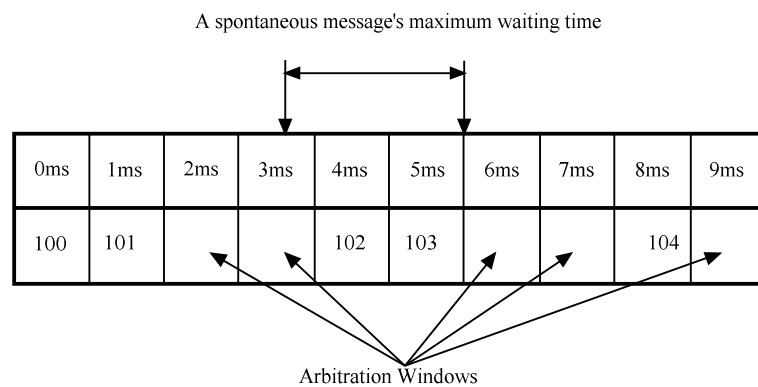 A spontaneous message's maximum waiting time
0ms 1ms 2ms 3ms 4ms 5ms 6ms 7ms 8ms 9ms
100 101 102 103 104
Arbitration Windows